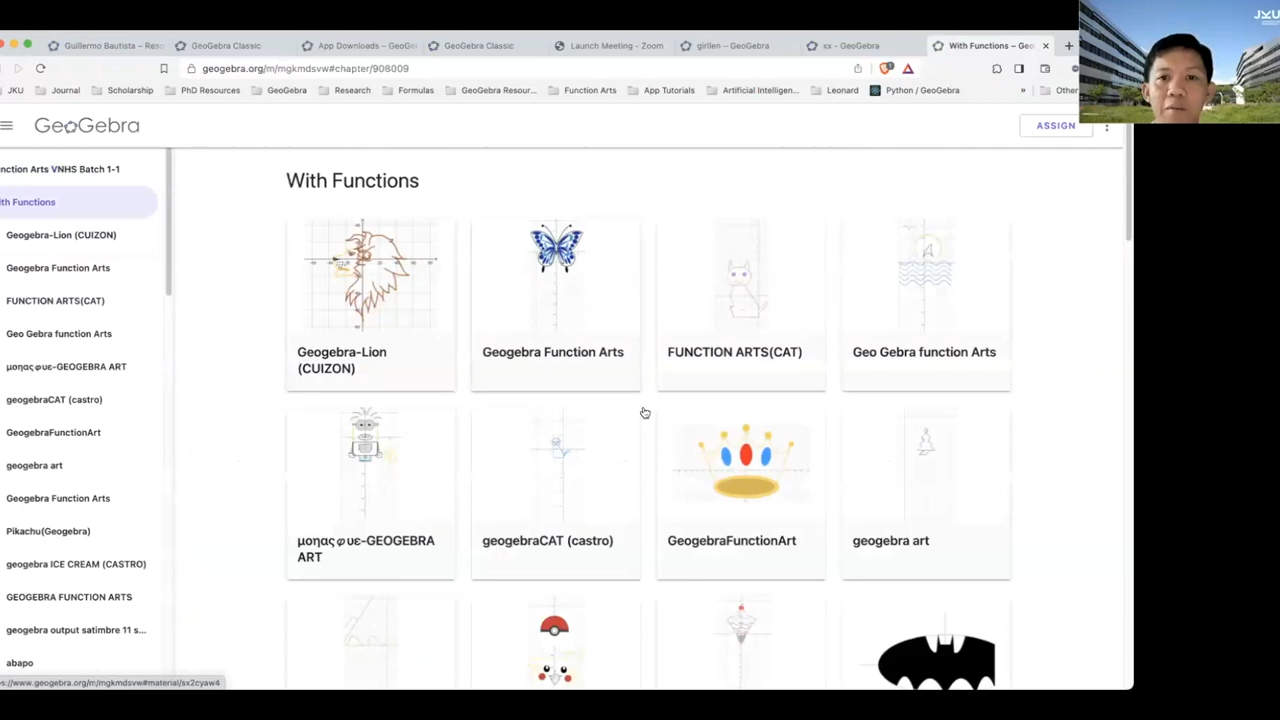 JKU
Guillermo Bautista – Reso
GeoGebra Classic
App Downloads – GeoG
GeoGebra Classic
Launch Meeting - Zoom
girllen – GeoGebra
xx - GeoGebra
With Functions – Geo
geogebra.org/m/mgkmdsvw#chapter/908009
JKU
Journal
Scholarship
PhD Resources
GeoGebra
Research
Formulas
GeoGebra Resour...
Function Arts
App Tutorials
Artificial Intelligen...
Leonard
Python / GeoGebra
»
Other
GeoGebra
ASSIGN
nction Arts VNHS Batch 1-1
ith Functions
Geogebra-Lion (CUIZON)
Geogebra Function Arts
FUNCTION ARTS(CAT)
Geo Gebra function Arts
μοηας φυε-GEOGEBRA ART
geogebraCAT (castro)
GeogebraFunctionArt
geogebra art
Geogebra Function Arts
Pikachu(Geogebra)
geogebra ICE CREAM (CASTRO)
GEOGEBRA FUNCTION ARTS
geogebra output satimbre 11 s...
abapo
With Functions
Geogebra-Lion
(CUIZON)
Geogebra Function Arts
FUNCTION ARTS(CAT)
Geo Gebra function Arts
μοηας φυε-GEOGEBRA
ART
geogebraCAT (castro)
GeogebraFunctionArt
geogebra art
ps://www.geogebra.org/m/mgkmdsvw#material/sx2cyaw4